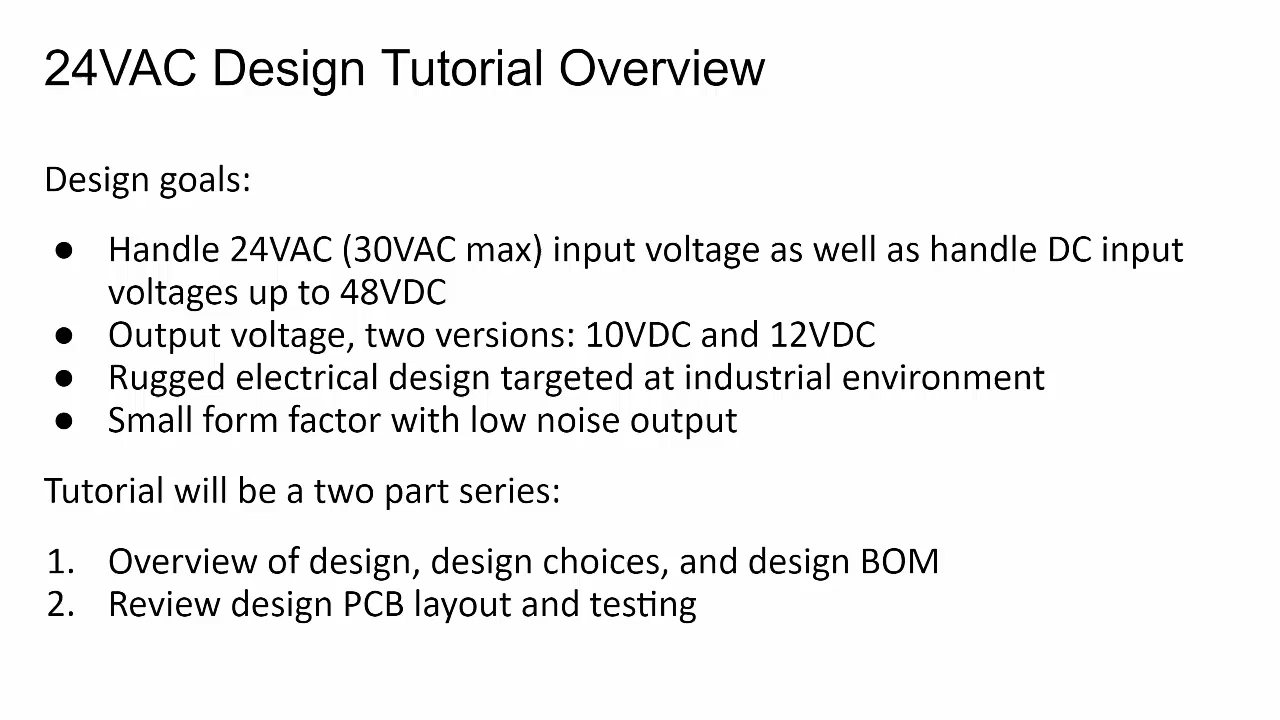 24VAC Design Tutorial Overview
Design goals:
● Handle 24VAC (30VAC max) input voltage as well as handle DC input
voltages up to 48VDC
● Output voltage, two versions: 10VDC and 12VDC
● Rugged electrical design targeted at industrial environment
● Small form factor with low noise output
Tutorial will be a two part series:
1. Overview of design, design choices, and design BOM
2. Review design PCB layout and testing